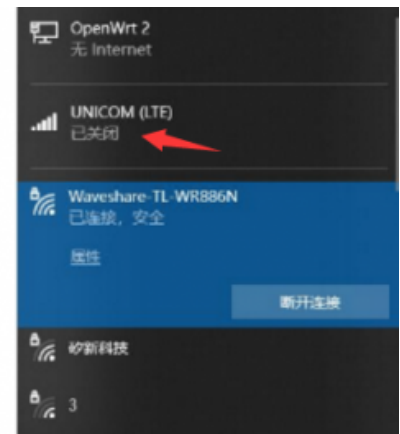 OpenWrt 2
无 Internet
UNICOM (LTE)
已关闭
Waveshare-TL-WR886N
已连接，安全
属性
断开连接
矽新科技
3